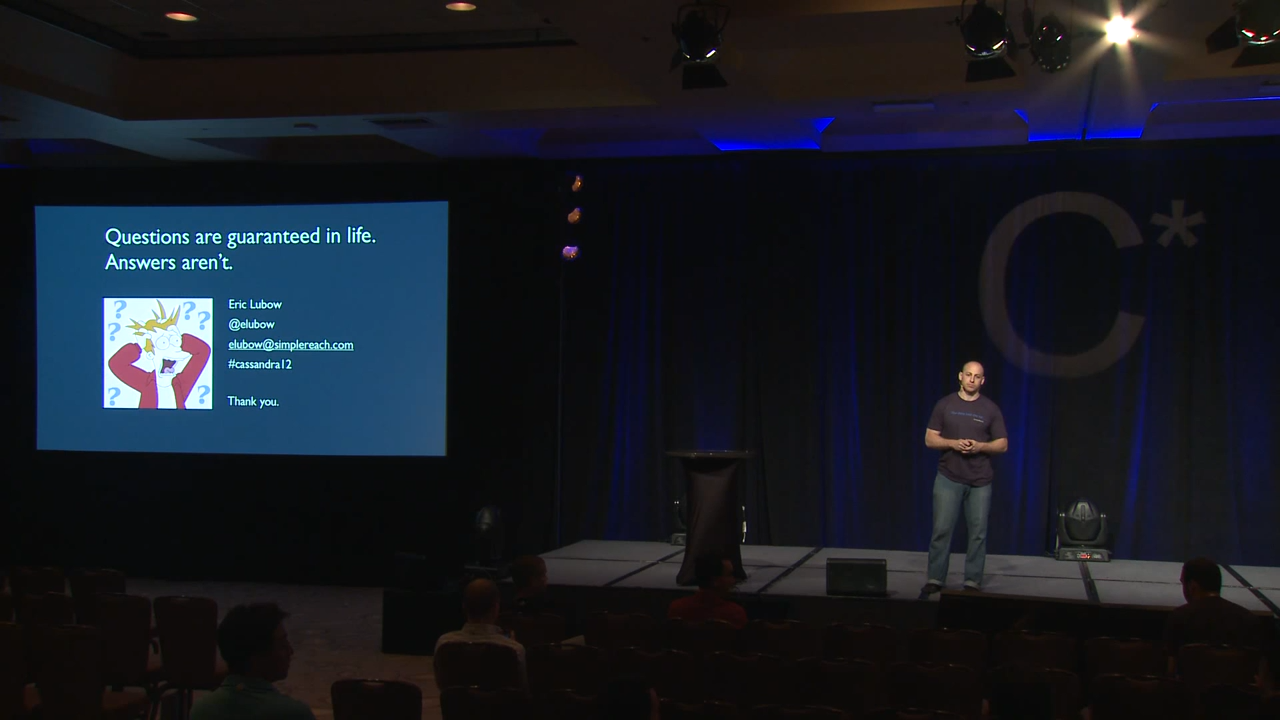 Questions are guaranteed in life.
Answers aren't.
Eric Lubow
@elubow
elubow@simplereach.com
#cassandra12
Thank you.
? ? ? ? ? ?
C*